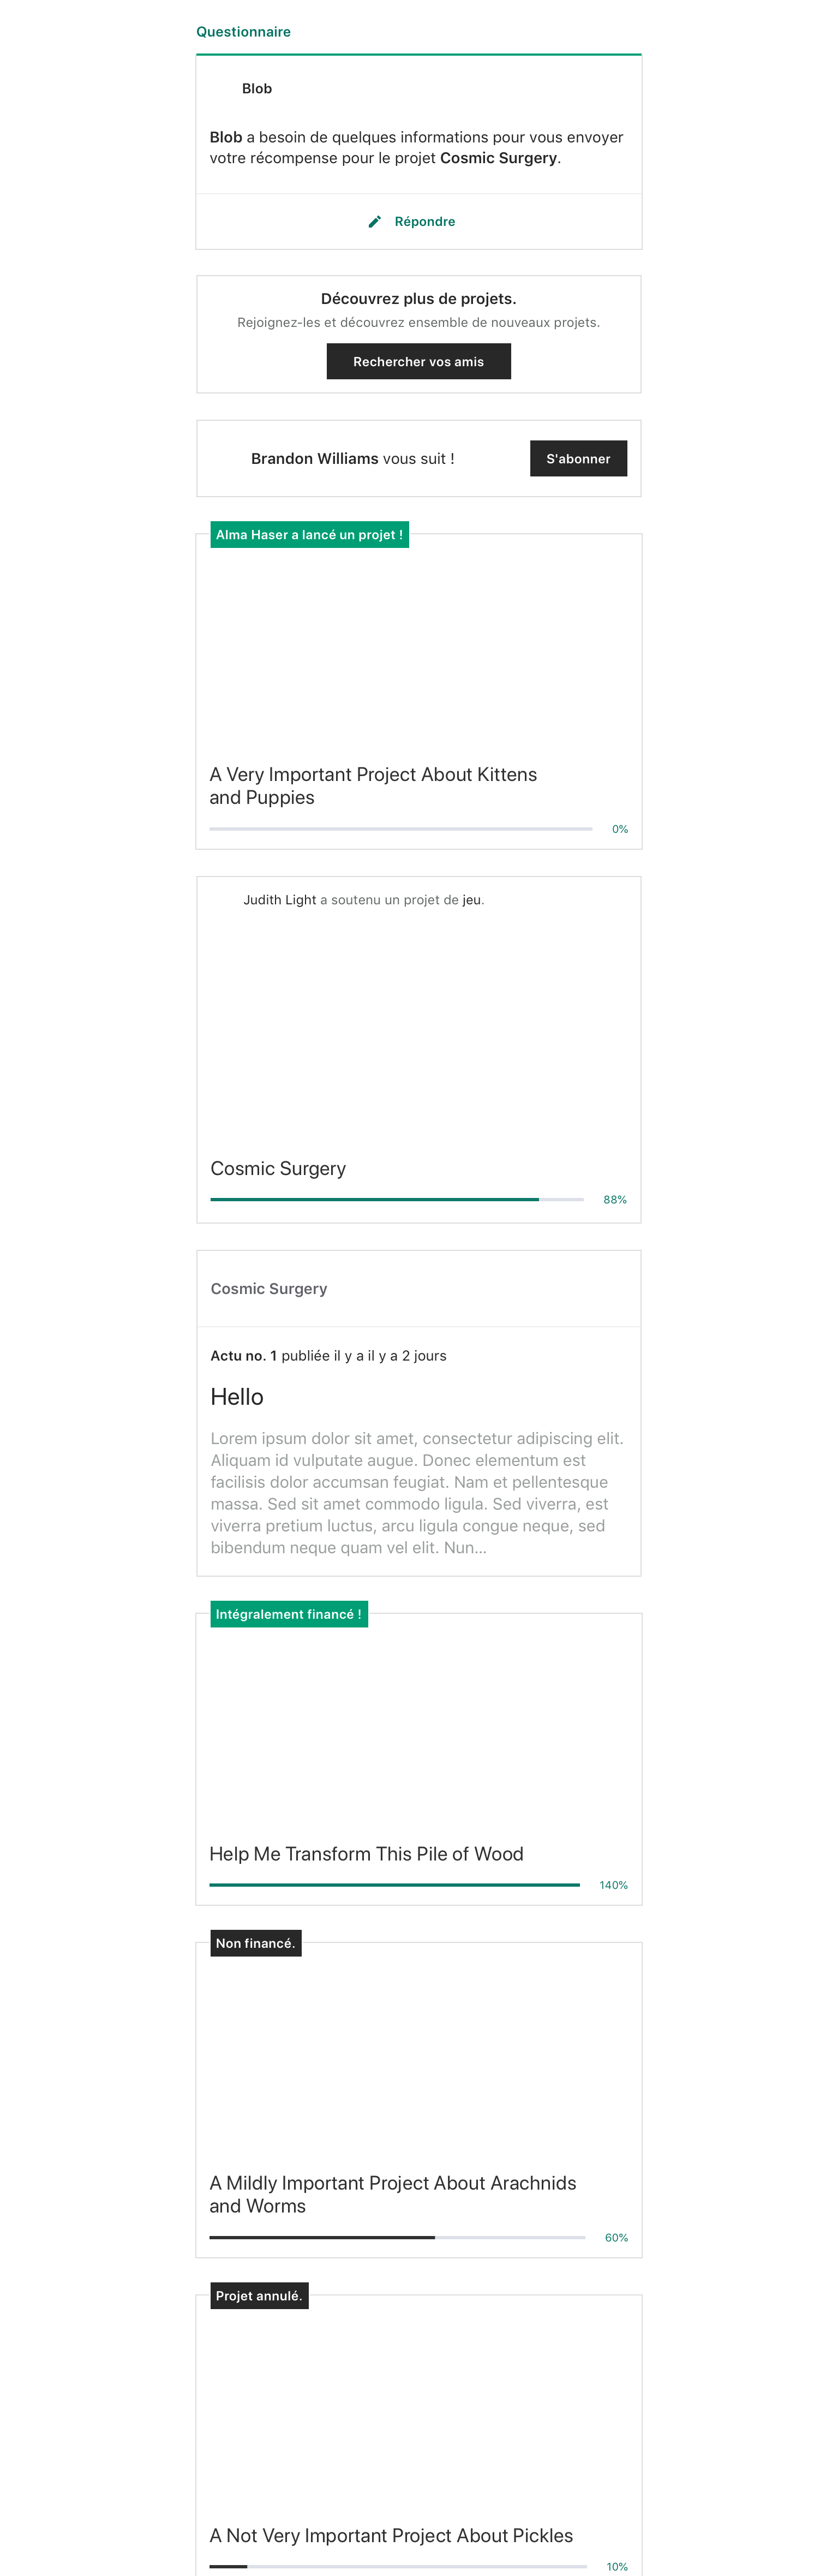 Questionnaire
Blob
Blob a besoin de quelques informations pour vous envoyer
votre récompense pour le projet Cosmic Surgery.
Répondre
Découvrez plus de projets.
Rejoignez-les et découvrez ensemble de nouveaux projets.
Rechercher vos amis
Brandon Williams vous suit !
S'abonner
Alma Haser a lancé un projet !
A Very Important Project About Kittens
and Puppies
0%
Judith Light a soutenu un projet de jeu.
Cosmic Surgery
88%
Cosmic Surgery
Actu no. 1 publiée il y a il y a 2 jours
Hello
Lorem ipsum dolor sit amet, consectetur adipiscing elit.
Aliquam id vulputate augue. Donec elementum est
facilisis dolor accumsan feugiat. Nam et pellentesque
massa. Sed sit amet commodo ligula. Sed viverra, est
viverra pretium luctus, arcu ligula congue neque, sed
bibendum neque quam vel elit. Nun...
Intégralement financé !
Help Me Transform This Pile of Wood
140%
Non financé.
A Mildly Important Project About Arachnids
and Worms
60%
Projet annulé.
A Not Very Important Project About Pickles
10%